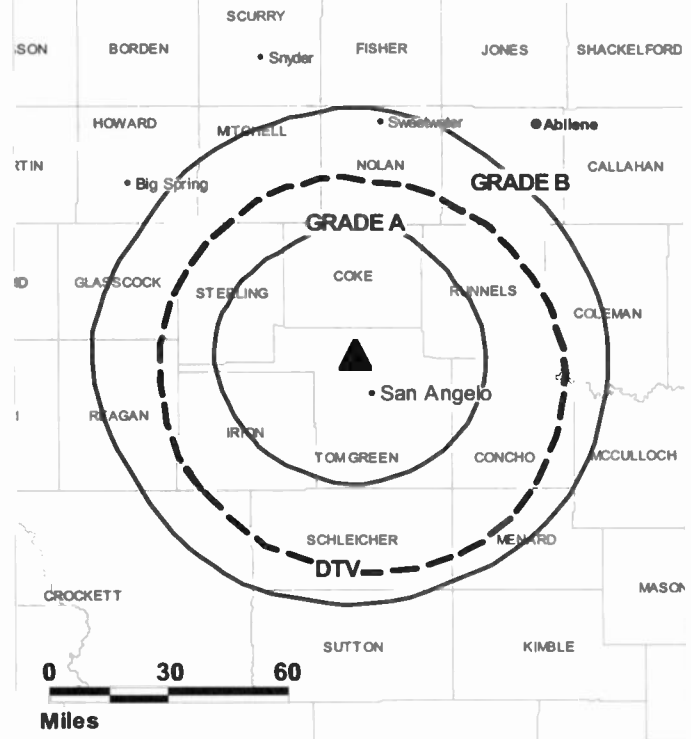 SCURRY
SSON
BORDEN
Snyder
FISHER
JONES
SHACKELFORD
HOWARD
MITCHELL
Sweetwater
Abilene
RTIN
Big Spring
NOLAN
GRADE B
CALLAHAN
GRADE A
GLASSCOCK
STERLING
COKE
RUNNELS
COLEMAN
San Angelo
REAGAN
IRION
TOM GREEN
CONCHO
MCCULLOCH
SCHLEICHER
MENARD
DTV
CROCKETT
MASON
SUTTON
KIMBLE
0 30 60
Miles